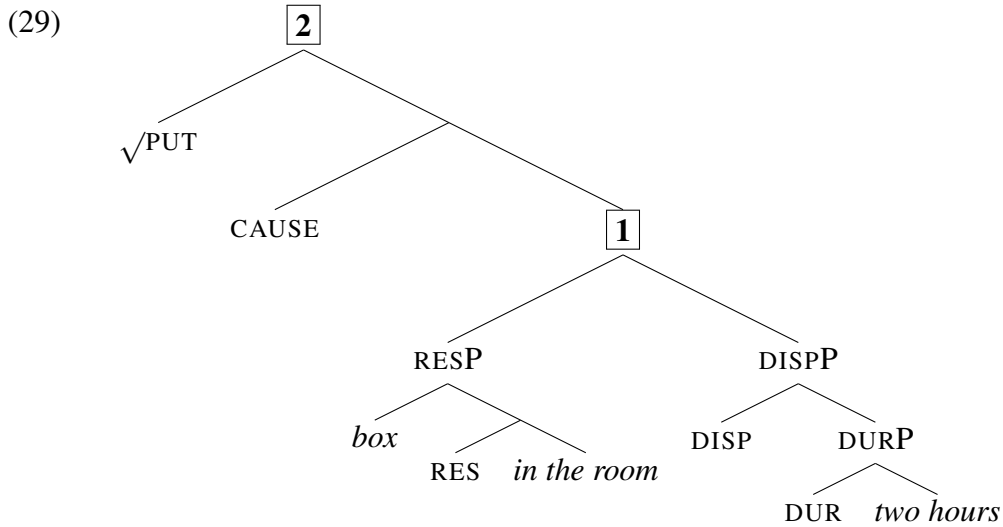 (29)
2
√PUT
CAUSE
1
RESP DISPP
box DISP DURP
RES in the room
DUR two hours